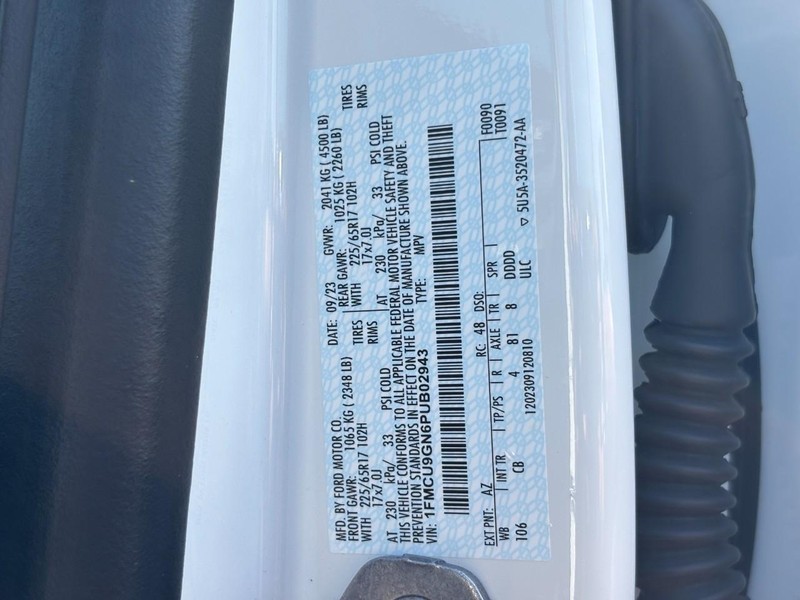 MFD. BY FORD MOTOR CO.
DATE: 09/23 GVWR: 2041 KG ( 4500 LB)
FRONT GAWR: 1065 KG ( 2348 LB) REAR GAWR: 1025 KG ( 2260 LB)
WITH 225/65R17 102H TIRES WITH 225/65R17 102H TIRES
17x7.0J RIMS 17x7.0J RIMS
AT 230 kPa/ 33 PSI COLD AT 230 kPa/ 33 PSI COLD
THIS VEHICLE CONFORMS TO ALL APPLICABLE FEDERAL MOTOR VEHICLE SAFETY AND THEFT
PREVENTION STANDARDS IN EFFECT ON THE DATE OF MANUFACTURE SHOWN ABOVE.
VIN: 1FMCU9GN6PUB02943 TYPE: MPV
F0090
T0091
EXT PNT: AZ RC: 48 DSO:
WB INT TR TP/PS R AXLE TR SPR
106 CB 4 81 8 DDDD
ULC
1202309120810 ▽ 5U5A-3520472-AA